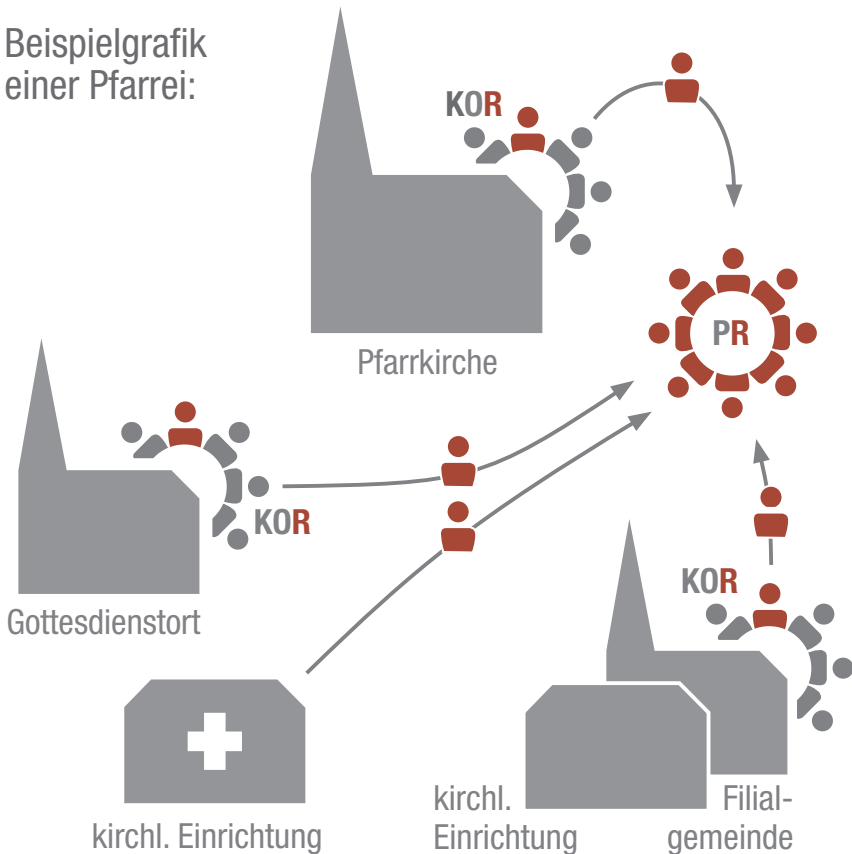 Beispielgrafik
einer Pfarrei:
KOR
PR
Pfarrkirche
KOR
Gottesdienstort
KOR
kirchl. Einrichtung
kirchl.
Einrichtung
Filial-
gemeinde